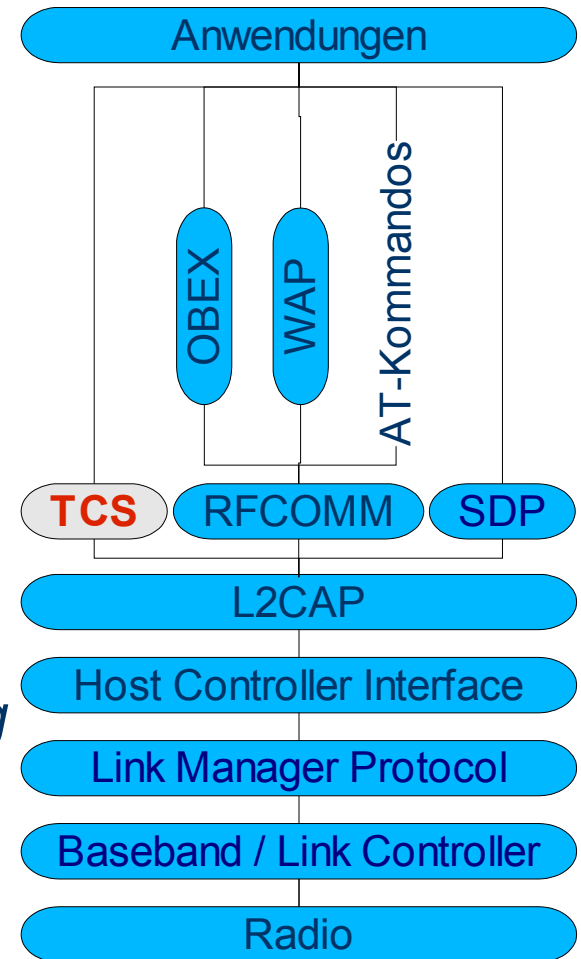 Anwendungen
OBEX
WAP
AT-Kommandos
TCS
RFCOMM
SDP
L2CAP
Host Controller Interface
g
Link Manager Protocol
Baseband / Link Controller
Radio